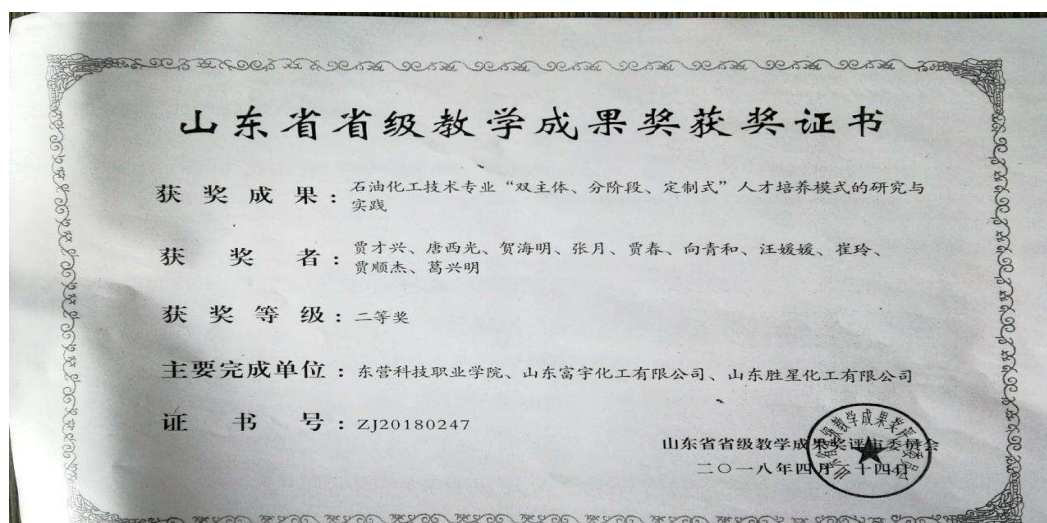 山东省省级教学成果奖获奖证书
获奖成果：石油化工技术专业“双主体、分阶段、定制式”人才培养模式的研究与
实践
获奖者：贾才兴、唐西光、贺海明、张月、贾春、向青和、汪媛媛、崔玲、
贾顺杰、葛兴明
获奖等级：二等奖
主要完成单位：东营科技职业学院、山东富宇化工有限公司、山东胜星化工有限公司
证书号：ZJ20180247
山东省省级教学成果奖评审委员会
二〇一八年四月二十四日